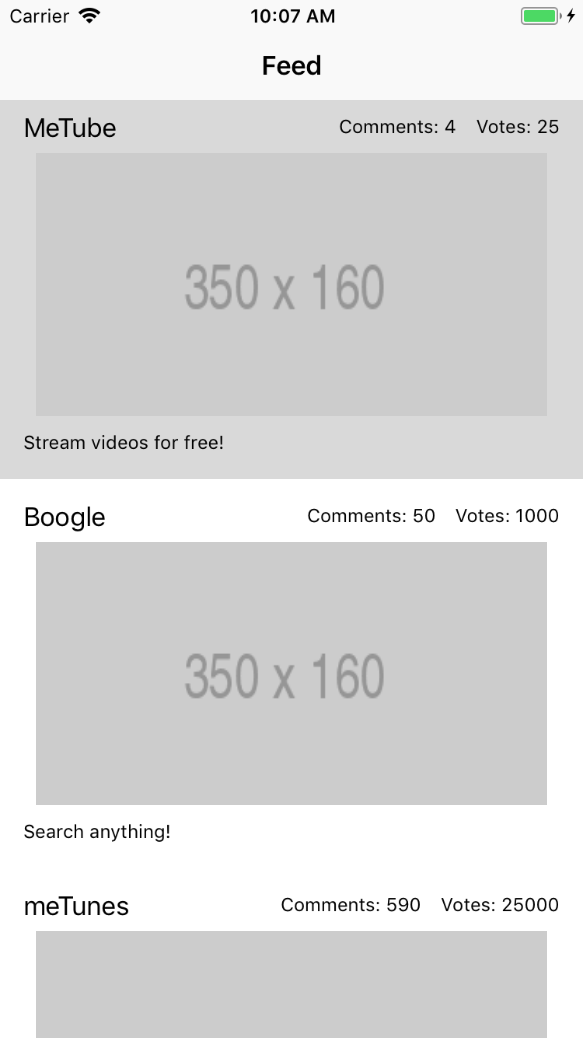 Carrier 10:07 AM
Feed
MeTube Comments: 4 Votes: 25
350 x 160
Stream videos for free!
Boogle Comments: 50 Votes: 1000
350 x 160
Search anything!
meTunes Comments: 590 Votes: 25000